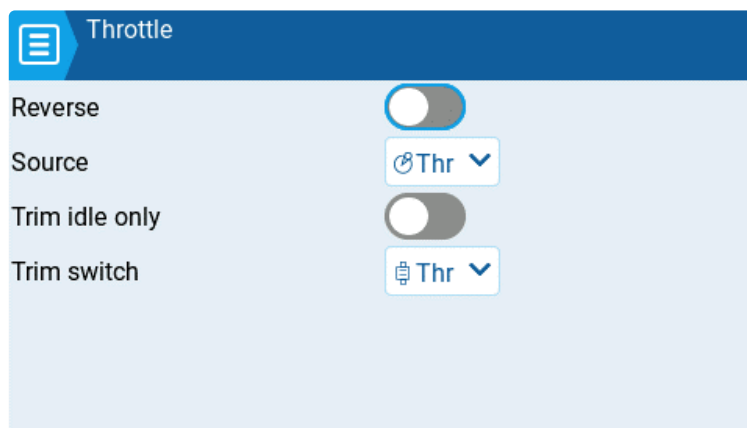 Throttle
Reverse
Source
Thr
Trim idle only
Trim switch
Thr